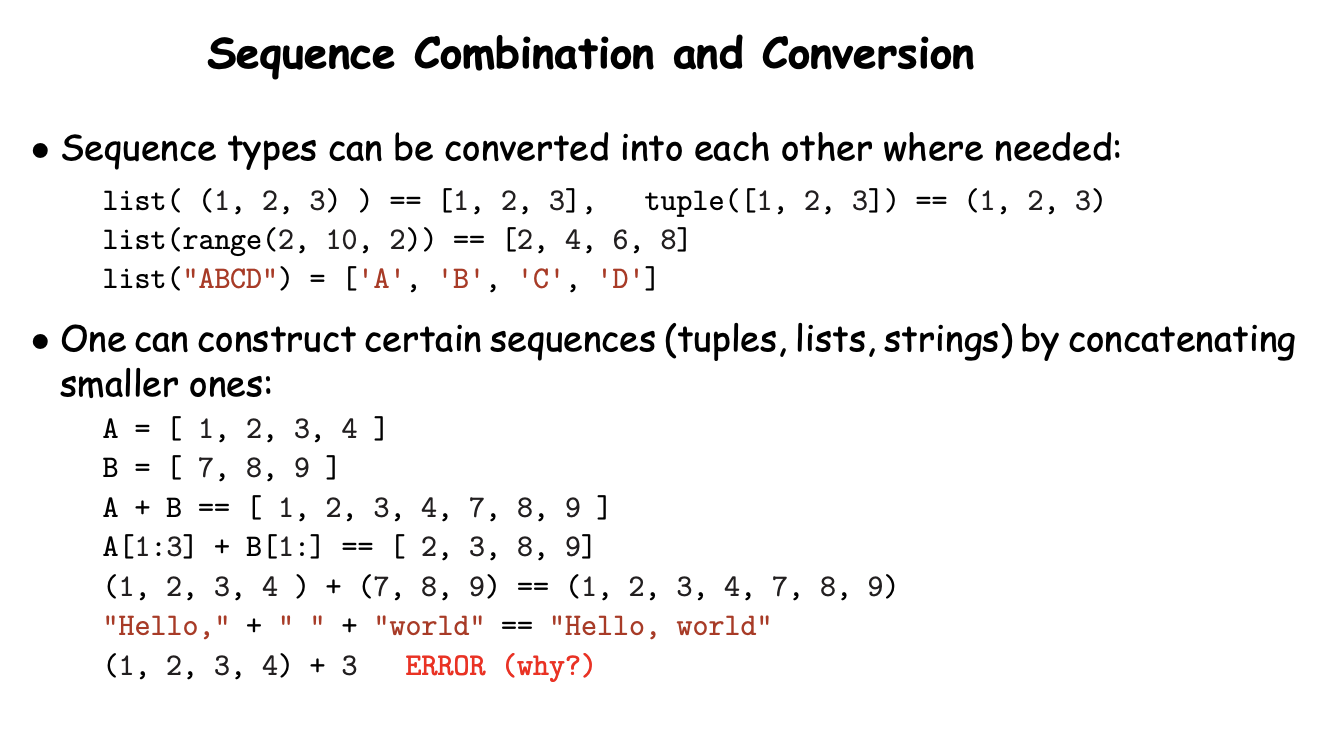 Sequence Combination and Conversion
• Sequence types can be converted into each other where needed:
list( (1, 2, 3) ) == [1, 2, 3],   tuple([1, 2, 3]) == (1, 2, 3)
list(range(2, 10, 2)) == [2, 4, 6, 8]
list("ABCD") = ['A', 'B', 'C', 'D']
• One can construct certain sequences (tuples, lists, strings) by concatenating
smaller ones:
A = [ 1, 2, 3, 4 ]
B = [ 7, 8, 9 ]
A + B == [ 1, 2, 3, 4, 7, 8, 9 ]
A[1:3] + B[1:] == [ 2, 3, 8, 9]
(1, 2, 3, 4 ) + (7, 8, 9) == (1, 2, 3, 4, 7, 8, 9)
"Hello," + " " + "world" == "Hello, world"
(1, 2, 3, 4) + 3   ERROR (why?)